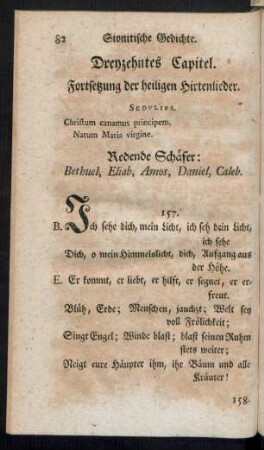 82 Sionitische Gedichte.
Dreyzehntes Capitel.
Fortsetzung der heiligen Hirtenlieder.
SEDVLIVS.
Christum canamus principem,
Natum Maria virgine.
Redende Schäfer:
Bethuel, Eliab, Amos, Daniel, Caleb.
157.
B. Ich sehe dich, mein Licht, ich seh dein Licht,
ich sehe
Dich, o mein Himmelslicht, dich, Aufgang aus
der Höhe.
E. Er kommt, er liebt, er hilft, er segnet, er er-
freut.
Blüh, Erde; Menschen, jauchzt; Welt sey
voll Frölichkeit;
Singt Engel; Winde blast; blast seinen Ruhm
stets weiter;
Neigt eure Häupter ihm, ihr Bäum und alle
Kräuter!
158.